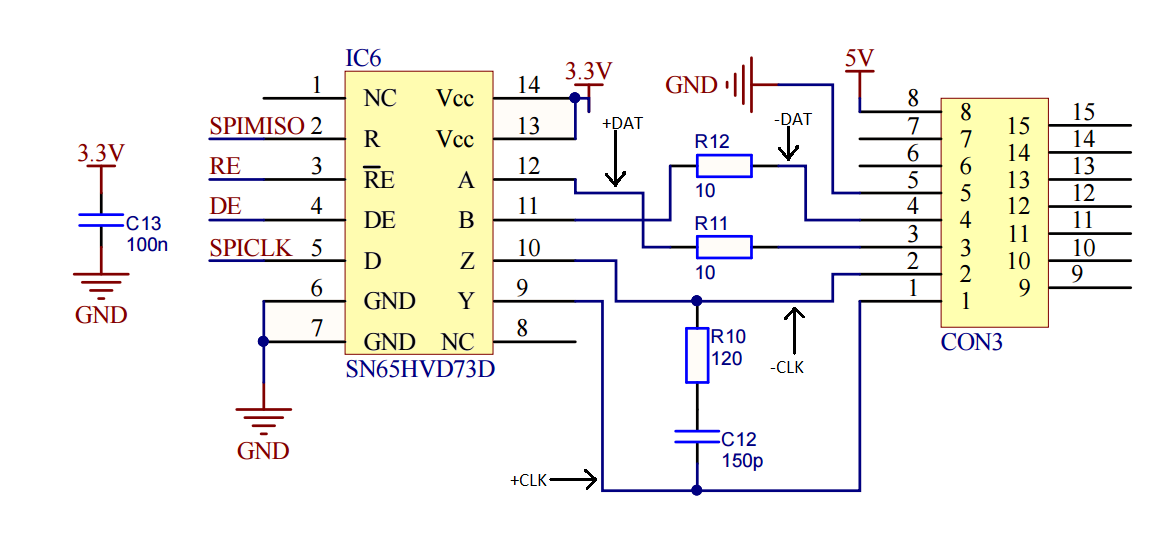 IC6
3.3V
GND
5V
1 NC Vcc 14
SPIMISO 2 R Vcc 13
RE 3 RE A 12
DE 4 DE B 11
SPICLK 5 D Z 10
6 GND Y 9
7 GND NC 8
SN65HVD73D
3.3V
C13
100n
GND
GND
+DAT
-DAT
R12
10
R11
10
R10
120
C12
150p
-CLK
+CLK
8 8
7 7 15 15
6 6 14 14
5 5 13 13
4 4 12 12
3 3 11 11
2 2 10 10
1 1 9 9
CON3